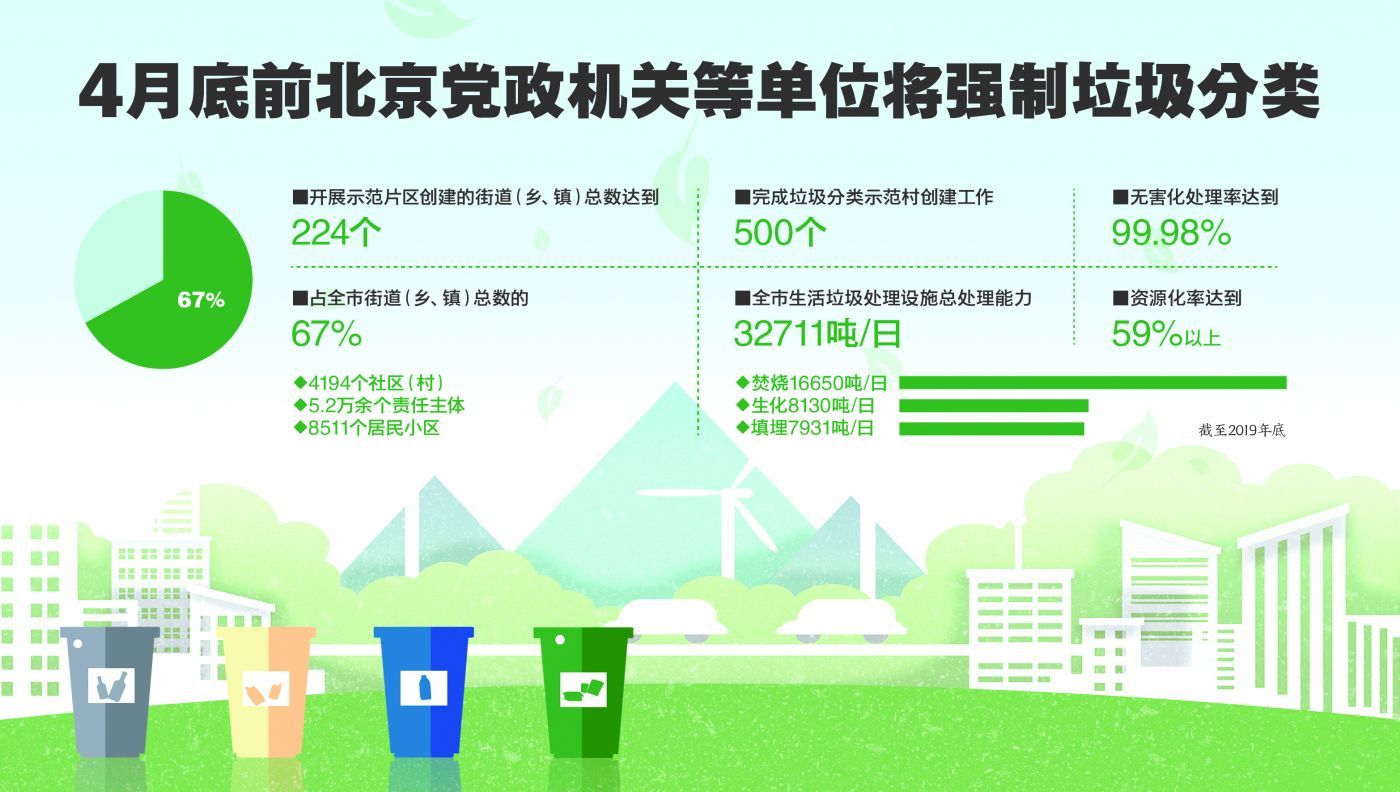 4月底前北京党政机关等单位将强制垃圾分类
67%
■开展示范片区创建的街道(乡、镇)总数达到
224个
■占全市街道(乡、镇)总数的
67%
◆4194个社区(村)
◆5.2万余个责任主体
◆8511个居民小区
■完成垃圾分类示范村创建工作
500个
■全市生活垃圾处理设施总处理能力
32711吨/日
◆焚烧16650吨/日
◆生化8130吨/日
◆填埋7931吨/日
■无害化处理率达到
99.98%
■资源化率达到
59%以上
截至2019年底